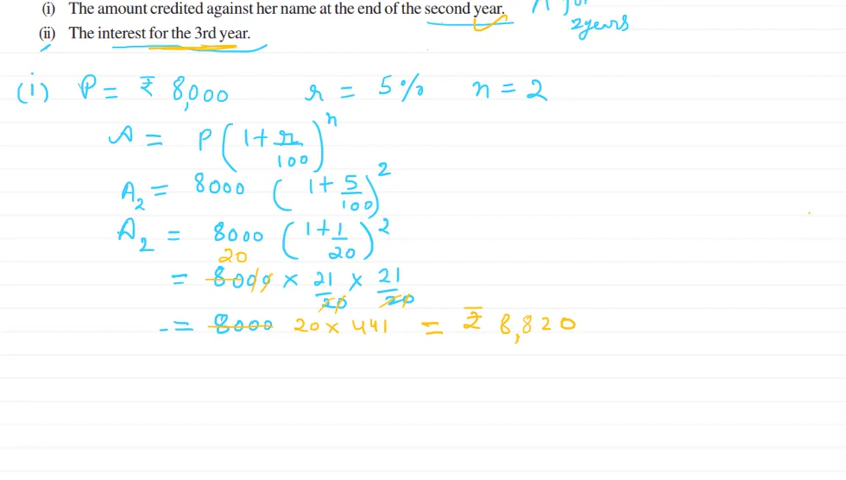 (i) The amount credited against her name at the end of the second year.
2years
(ii) The interest for the 3rd year.
(i) P = ₹ 8,000 r = 5% n = 2
A = P(1+r/100)^n
A₂ = 8000 (1+5/100)^2
A₂ = 8000 (1+1/20)^2
20
= 8000 × 21/20 × 21/20
= 8000 20 × 441 = ₹ 8,820